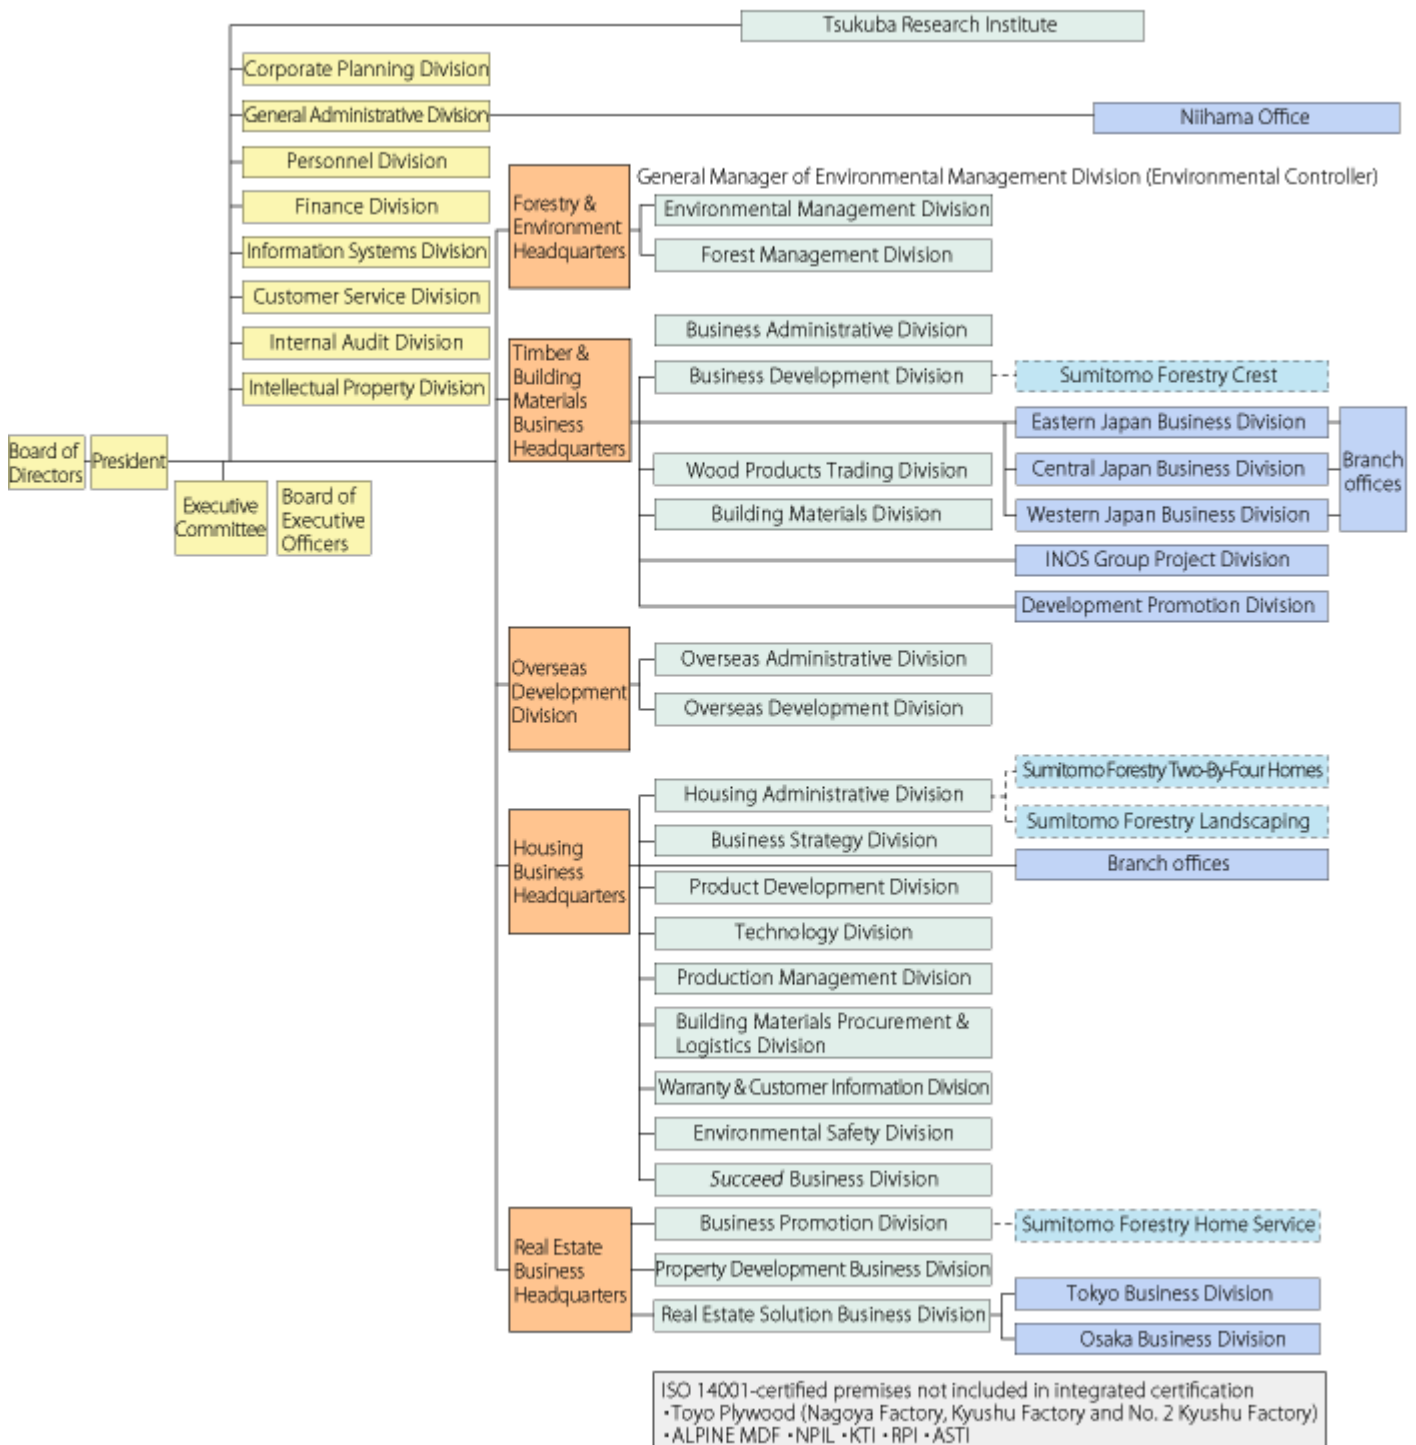 Tsukuba Research Institute
Corporate Planning Division
General Administrative Division
Niihama Office
Personnel Division
Finance Division
Information Systems Division
Customer Service Division
Internal Audit Division
Intellectual Property Division
Board of
Directors
President
Executive
Committee
Board of
Executive
Officers
Forestry &
Environment
Headquarters
General Manager of Environmental Management Division (Environmental Controller)
Environmental Management Division
Forest Management Division
Timber &
Building
Materials
Business
Headquarters
Business Administrative Division
Business Development Division
Sumitomo Forestry Crest
Eastern Japan Business Division
Wood Products Trading Division
Central Japan Business Division
Building Materials Division
Western Japan Business Division
Branch
offices
INOS Group Project Division
Development Promotion Division
Overseas
Development
Division
Overseas Administrative Division
Overseas Development Division
Housing
Business
Headquarters
Housing Administrative Division
Sumitomo Forestry Two-By-Four Homes
Sumitomo Forestry Landscaping
Business Strategy Division
Branch offices
Product Development Division
Technology Division
Production Management Division
Building Materials Procurement &
Logistics Division
Warranty & Customer Information Division
Environmental Safety Division
Succeed Business Division
Real Estate
Business
Headquarters
Business Promotion Division
Sumitomo Forestry Home Service
Property Development Business Division
Real Estate Solution Business Division
Tokyo Business Division
Osaka Business Division
ISO 14001-certified premises not included in integrated certification
・Toyo Plywood (Nagoya Factory, Kyushu Factory and No. 2 Kyushu Factory)
・ALPINE MDF ・NPIL ・KTI ・RPI ・ASTI